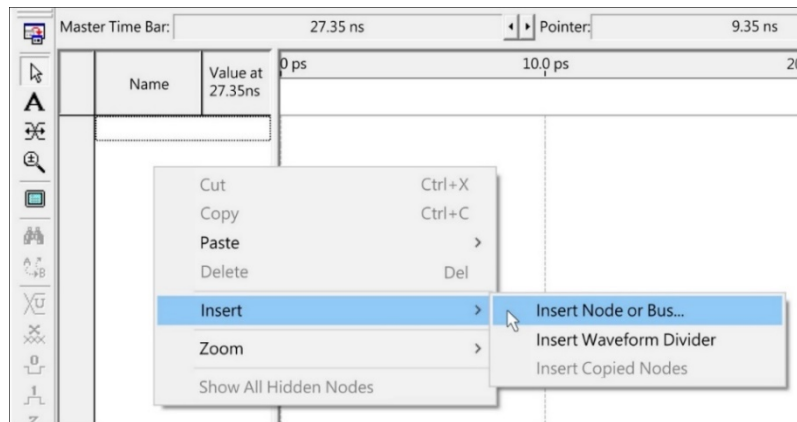 Master Time Bar: 27.35 ns Pointer: 9.35 ns
Name Value at 27.35ns 0 ps 10.0 ps
Cut Ctrl+X
Copy Ctrl+C
Paste
Delete Del
Insert
Insert Node or Bus...
Insert Waveform Divider
Insert Copied Nodes
Zoom
Show All Hidden Nodes